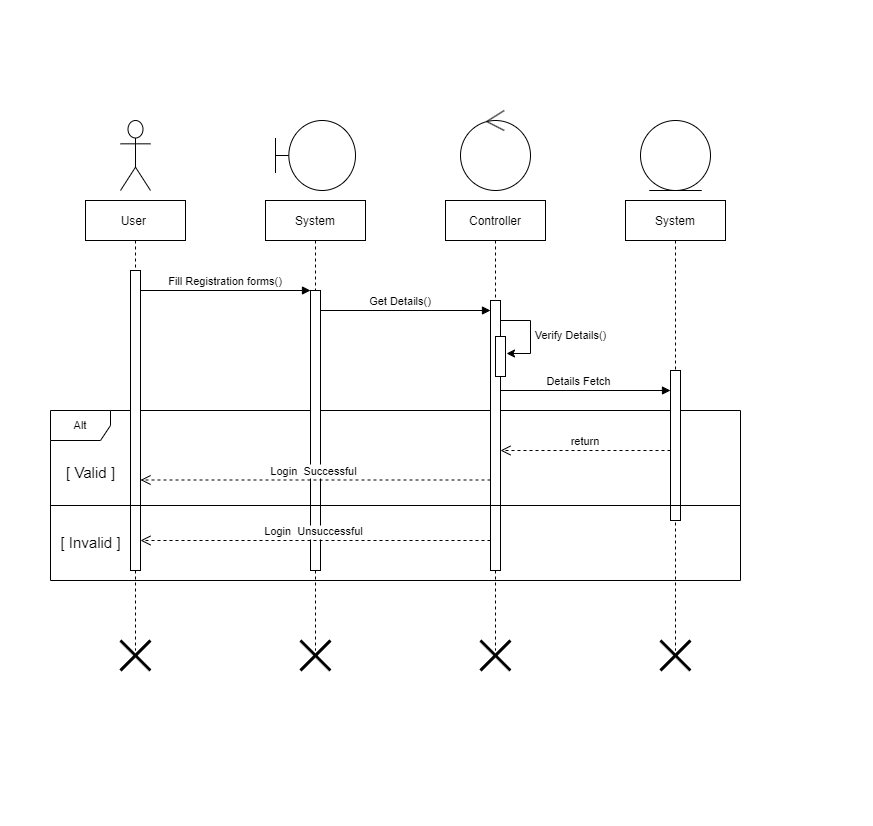 User
System
Controller
System
Fill Registration forms()
Get Details()
Verify Details()
Details Fetch
Alt
return
[ Valid ]
Login  Successful
Login  Unsuccessful
[ Invalid ]